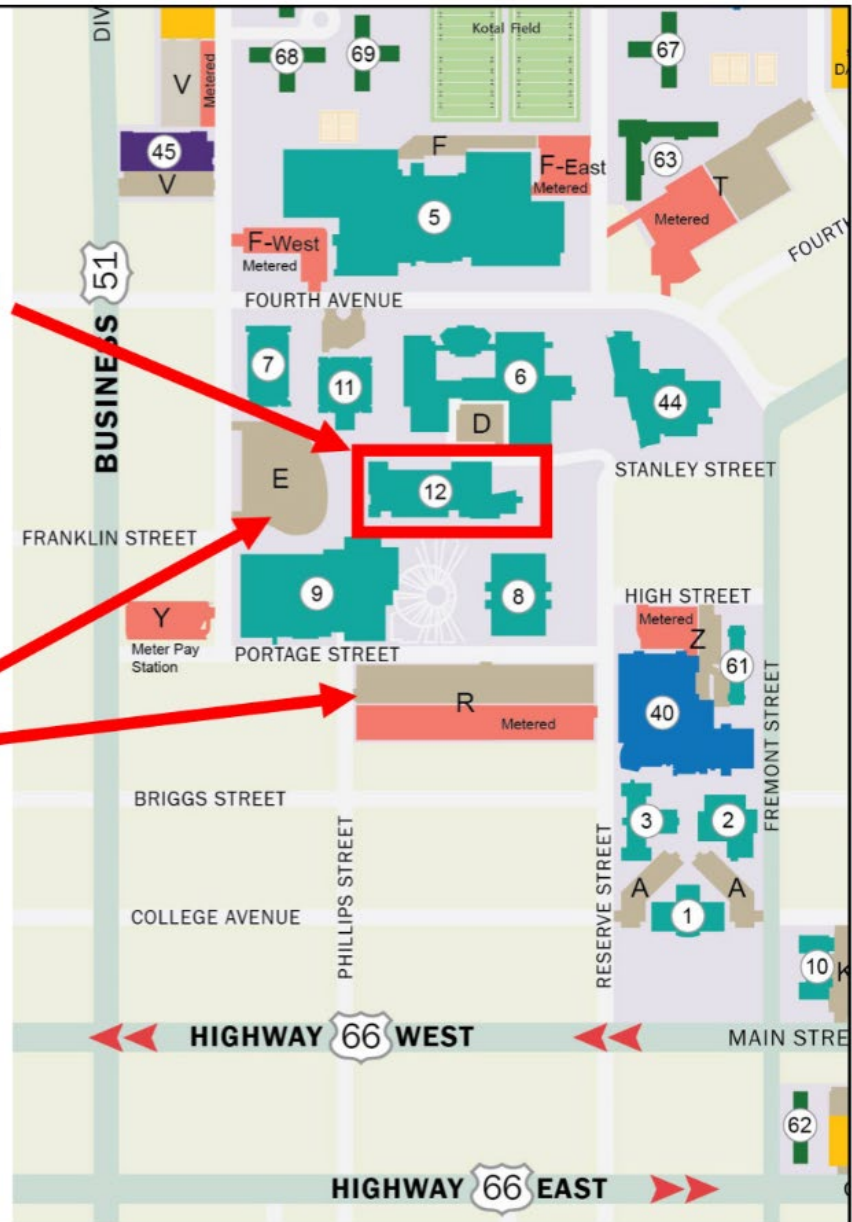 DIV
Kotal Field
68
69
67
V
Metered
DA
45
V
F
F-East
Metered
63
T
Metered
5
F-West
Metered
FOURTH
BUSINESS 51
FOURTH AVENUE
7
11
6
44
D
E
12
STANLEY STREET
FRANKLIN STREET
9
8
HIGH STREET
Y
Meter Pay
Station
PORTAGE STREET
Metered
Z
61
R
Metered
40
FREMONT STREET
BRIGGS STREET
3
2
PHILLIPS STREET
RESERVE STREET
A
A
1
COLLEGE AVENUE
10
K
HIGHWAY 66 WEST
MAIN STRE
62
HIGHWAY 66 EAST